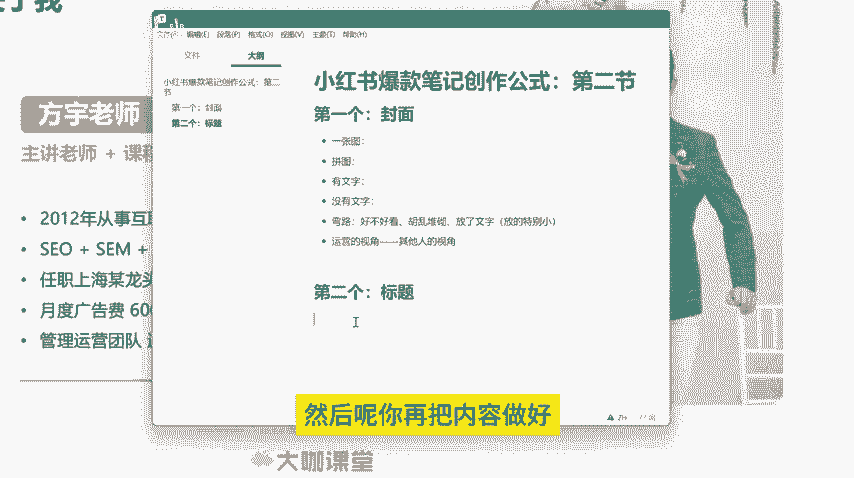 方宇老师
主讲老师 + 课程
2012年从事互联
SEO + SEM +
任职上海某龙头
月度广告费 600
管理运营团队
编辑(E) 段落(P) 格式(O) 视图(V) 主题(T) 帮助(H)
文件 大纲
小红书爆款笔记创作公式：第二
节
第一个：封面
第二个：标题
小红书爆款笔记创作公式：第二节
第一个：封面
一张图：
拼图：
有文字：
没有文字：
弯路：好不好看、胡乱堆砌、放了文字（放的特别小）
运营的视角——其他人的视角
第二个：标题
然后呢你再把内容做好
大咖课堂